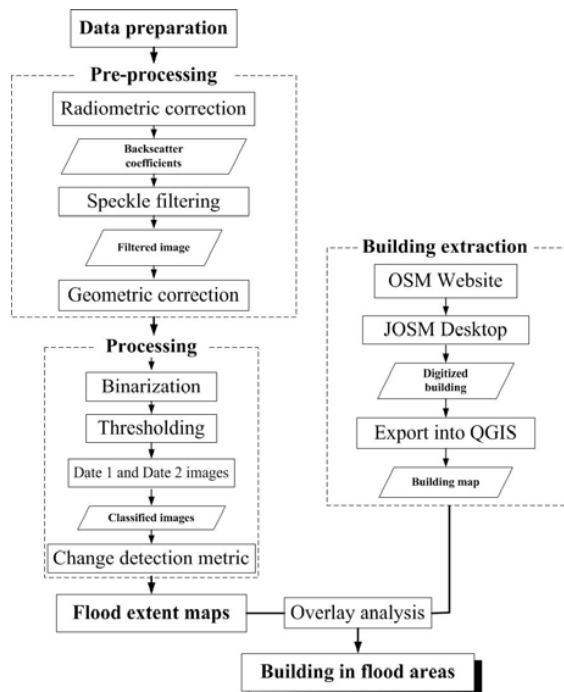 Data preparation
Pre-processing
Radiometric correction
Backscatter
coefficients
Speckle filtering
Filtered image
Geometric correction
Processing
Binarization
Thresholding
Date 1 and Date 2 images
Classified images
Change detection metric
Flood extent maps
Building extraction
OSM Website
JOSM Desktop
Digitized
building
Export into QGIS
Building map
Overlay analysis
Building in flood areas